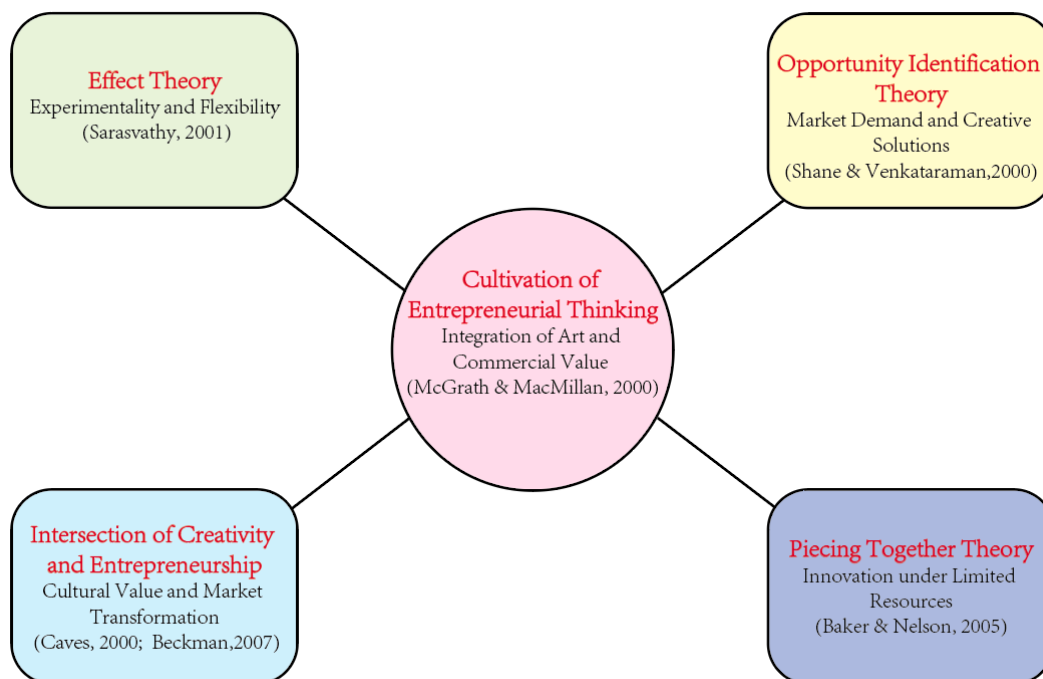 Effect Theory
Experimentality and Flexibility
(Sarasvathy, 2001)
Opportunity Identification
Theory
Market Demand and Creative
Solutions
(Shane & Venkataraman,2000)
Cultivation of
Entrepreneurial Thinking
Integration of Art and
Commercial Value
(McGrath & MacMillan, 2000)
Intersection of Creativity
and Entrepreneurship
Cultural Value and Market
Transformation
(Caves, 2000; Beckman,2007)
Piecing Together Theory
Innovation under Limited
Resources
(Baker & Nelson, 2005)